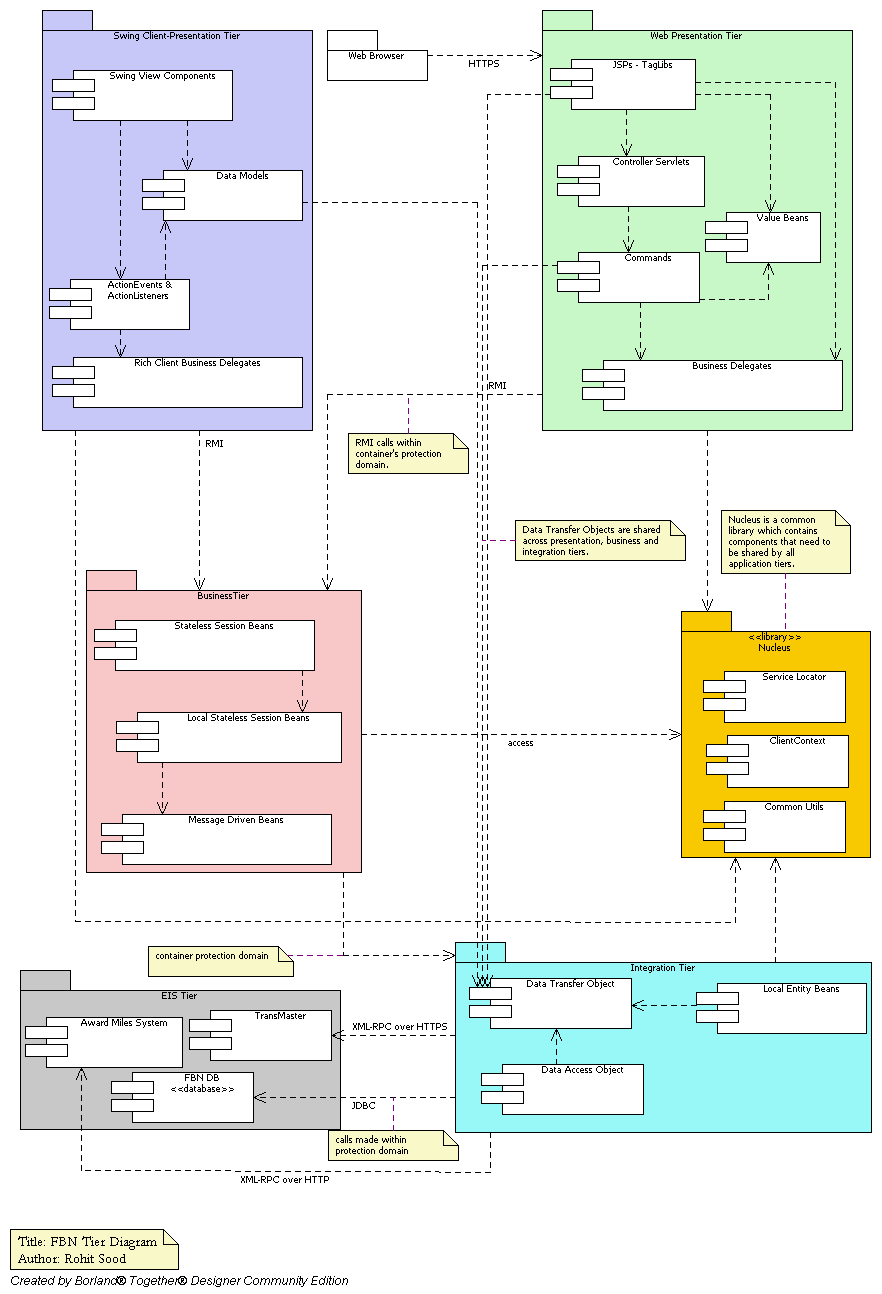 Swing Client-Presentation Tier
Swing View Components
Data Models
ActionEvents &
ActionListeners
Rich Client Business Delegates
Web Browser
HTTPS
Web Presentation Tier
JSPs - TagLibs
Controller Servlets
Value Beans
Commands
Business Delegates
RMI
RMI
RMI calls within
container's protection
domain.
Data Transfer Objects are shared
across presentation, business and
integration tiers.
Nucleus is a common
library which contains
components that need to
be shared by all
application tiers.
BusinessTier
Stateless Session Beans
Local Stateless Session Beans
Message Driven Beans
access
<<library>>
Nucleus
Service Locator
ClientContext
Common Utils
container protection domain
Integration Tier
Data Transfer Object
Local Entity Beans
Data Access Object
EIS Tier
Award Miles System
TransMaster
FBN DB
<<database>>
XML-RPC over HTTPS
JDBC
calls made within
protection domain
XML-RPC over HTTP
Title: FBN Tier Diagram
Author: Rohit Sood
Created by Borland® Together® Designer Community Edition